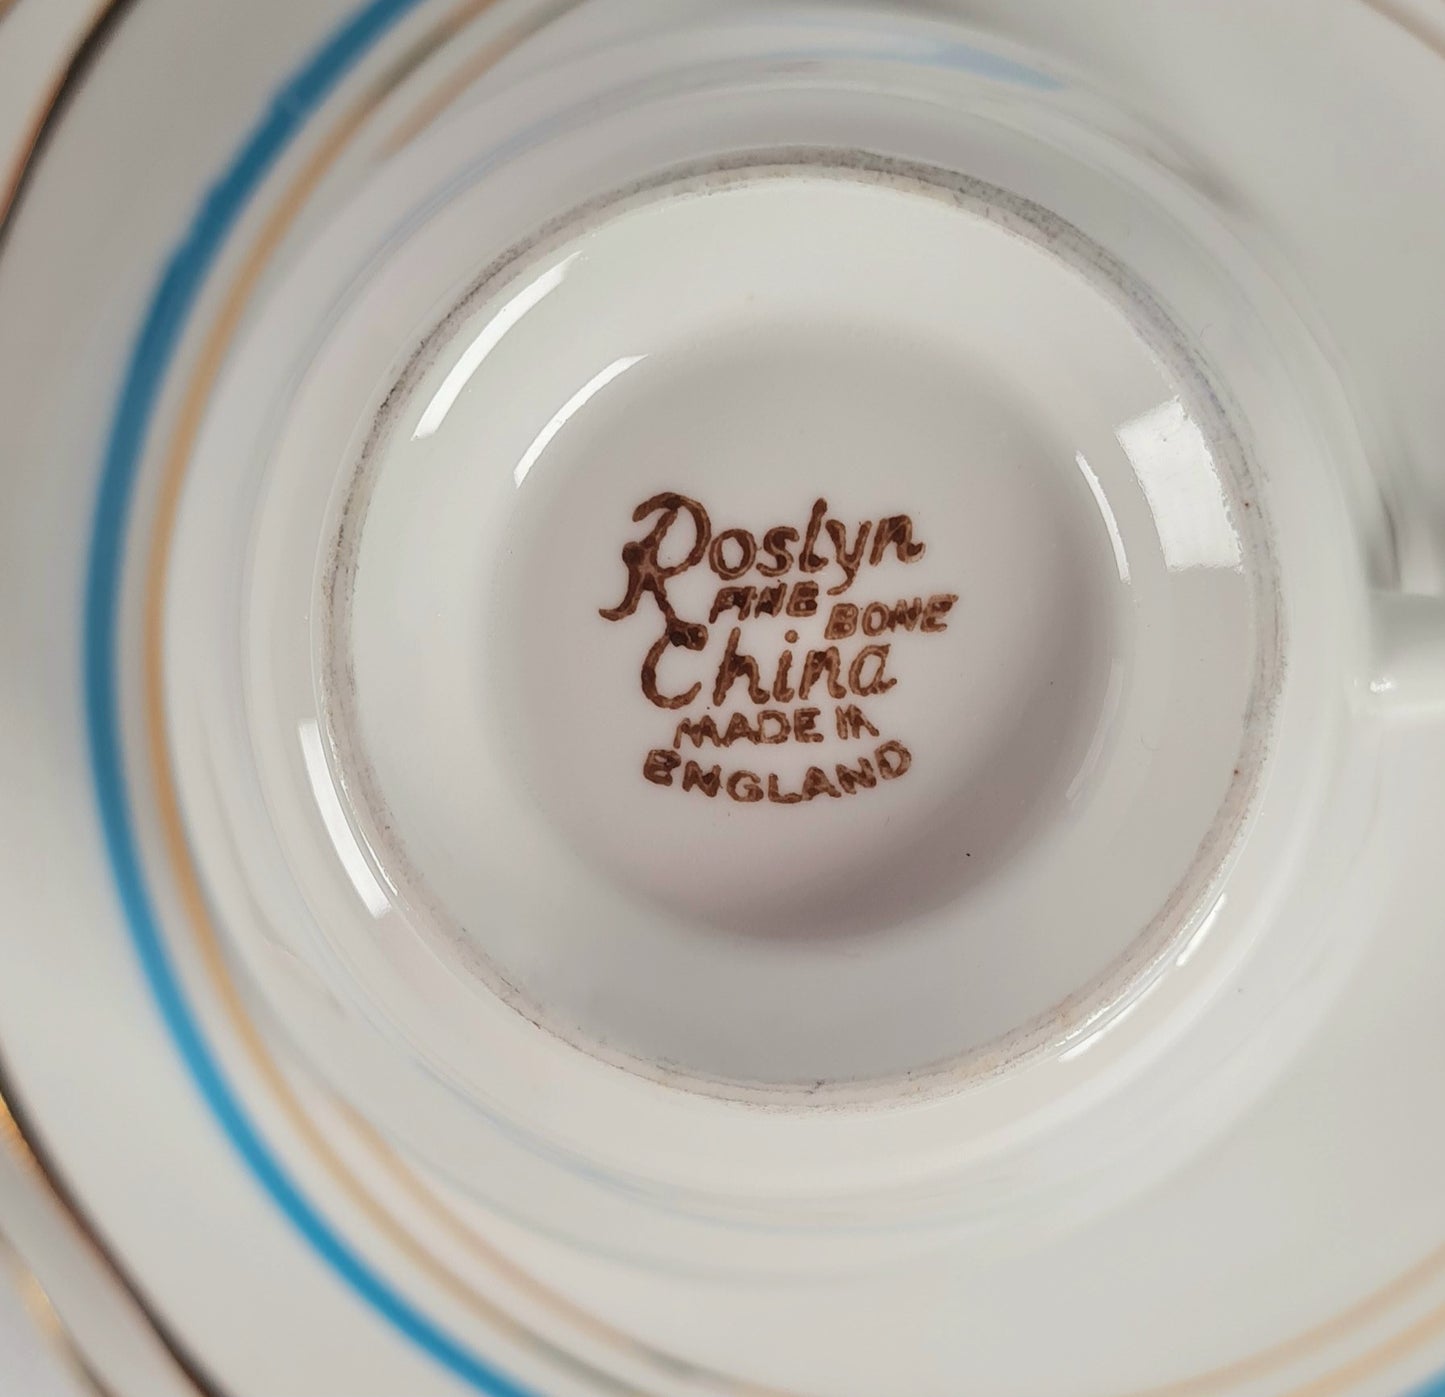 Roslyn
FINE BONE
China
MADE IN
ENGLAND